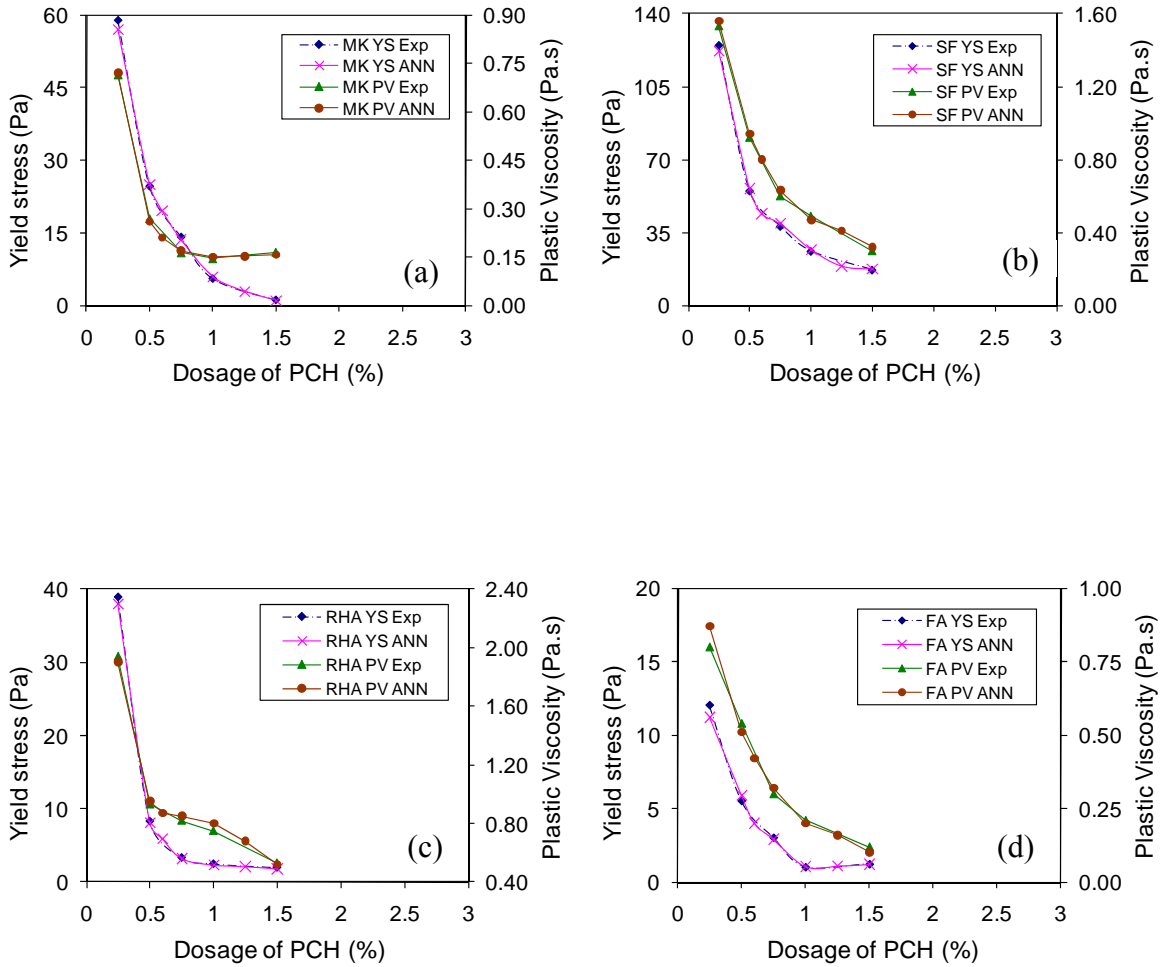 60
45
30
15
0
Yield stress (Pa)
0.90
0.75
0.60
0.45
0.30
0.15
0.00
Plastic Viscosity (Pa.s)
MK YS Exp
MK YS ANN
MK PV Exp
MK PV ANN
(a)
0 0.5 1 1.5 2 2.5 3
Dosage of PCH (%)
140
105
70
35
0
Yield stress (Pa)
1.60
1.20
0.80
0.40
0.00
Plastic Viscosity (Pa.s)
SF YS Exp
SF YS ANN
SF PV Exp
SF PV ANN
(b)
0 0.5 1 1.5 2 2.5 3
Dosage of PCH (%)
40
30
20
10
0
Yield stress (Pa)
2.40
2.00
1.60
1.20
0.80
0.40
Plastic Viscosity (Pa.s)
RHA YS Exp
RHA YS ANN
RHA PV Exp
RHA PV ANN
(c)
0 0.5 1 1.5 2 2.5 3
Dosage of PCH (%)
20
15
10
5
0
Yield stress (Pa)
1.00
0.75
0.50
0.25
0.00
Plastic Viscosity (Pa.s)
FA YS Exp
FA YS ANN
FA PV Exp
FA PV ANN
(d)
0 0.5 1 1.5 2 2.5 3
Dosage of PCH (%)